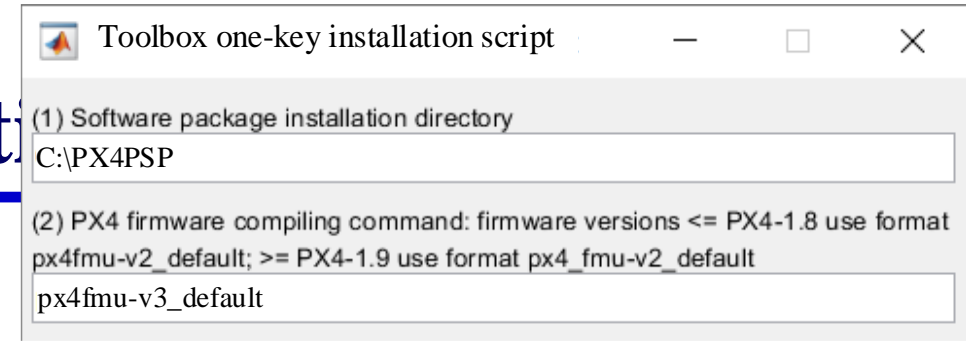 Toolbox one-key installation script
ti
(1) Software package installation directory
C:\PX4PSP
(2) PX4 firmware compiling command: firmware versions <= PX4-1.8 use format
px4fmu-v2_default; >= PX4-1.9 use format px4_fmu-v2_default
px4fmu-v3_default